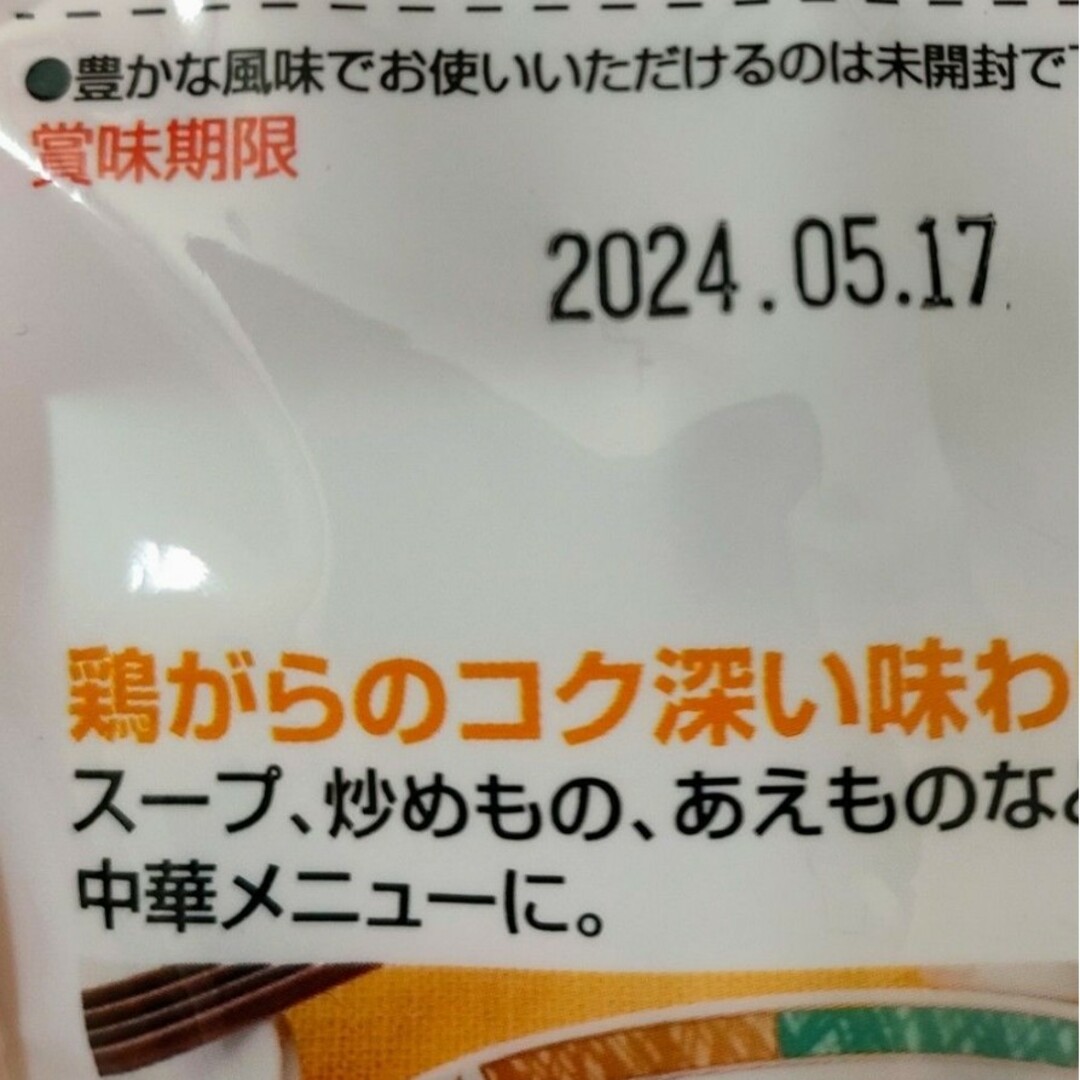 ●豊かな風味でお使いいただけるのは未開封で
賞味期限
2024.05.17
鶏がらのコク深い味わ
スープ、炒めもの、あえものなど
中華メニューに。